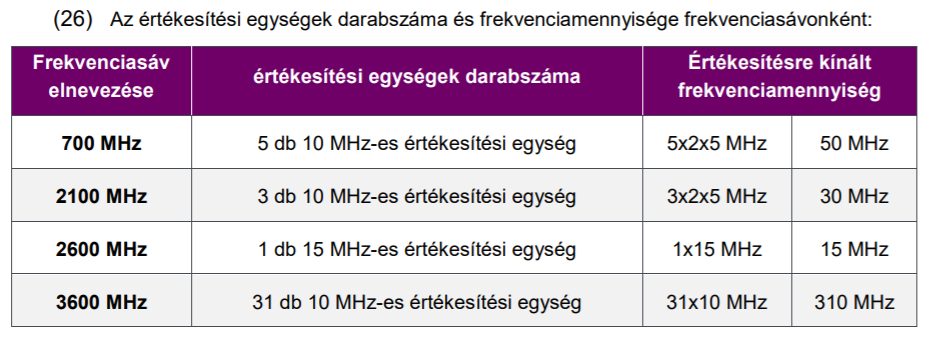 (26) Az értékesítési egységek darabszáma és frekvenciamennyisége frekvenciasávonként:
Frekvenciasáv elnevezése értékesítési egységek darabszáma Értékesítésre kínált frekvenciamennyiség
700 MHz 5 db 10 MHz-es értékesítési egység 5x2x5 MHz 50 MHz
2100 MHz 3 db 10 MHz-es értékesítési egység 3x2x5 MHz 30 MHz
2600 MHz 1 db 15 MHz-es értékesítési egység 1x15 MHz 15 MHz
3600 MHz 31 db 10 MHz-es értékesítési egység 31x10 MHz 310 MHz